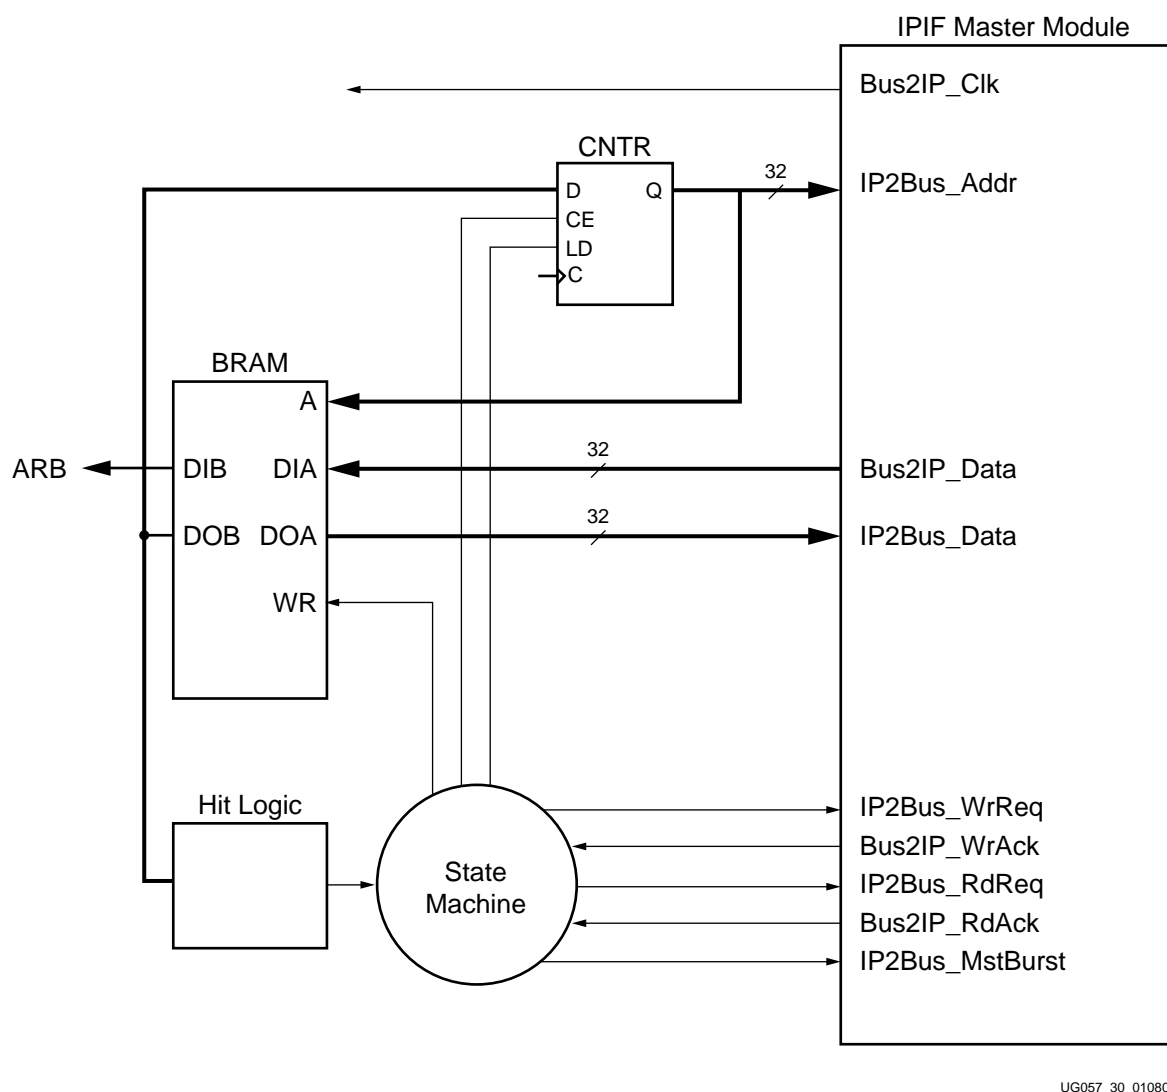 IPIF Master Module
Bus2IP_Clk
CNTR
D Q 32 IP2Bus_Addr
CE
LD
C
BRAM
A
ARB DIB DIA 32 Bus2IP_Data
DOB DOA 32 IP2Bus_Data
WR
Hit Logic
State
Machine
IP2Bus_WrReq
Bus2IP_WrAck
IP2Bus_RdReq
Bus2IP_RdAck
IP2Bus_MstBurst
UG057_30_01080